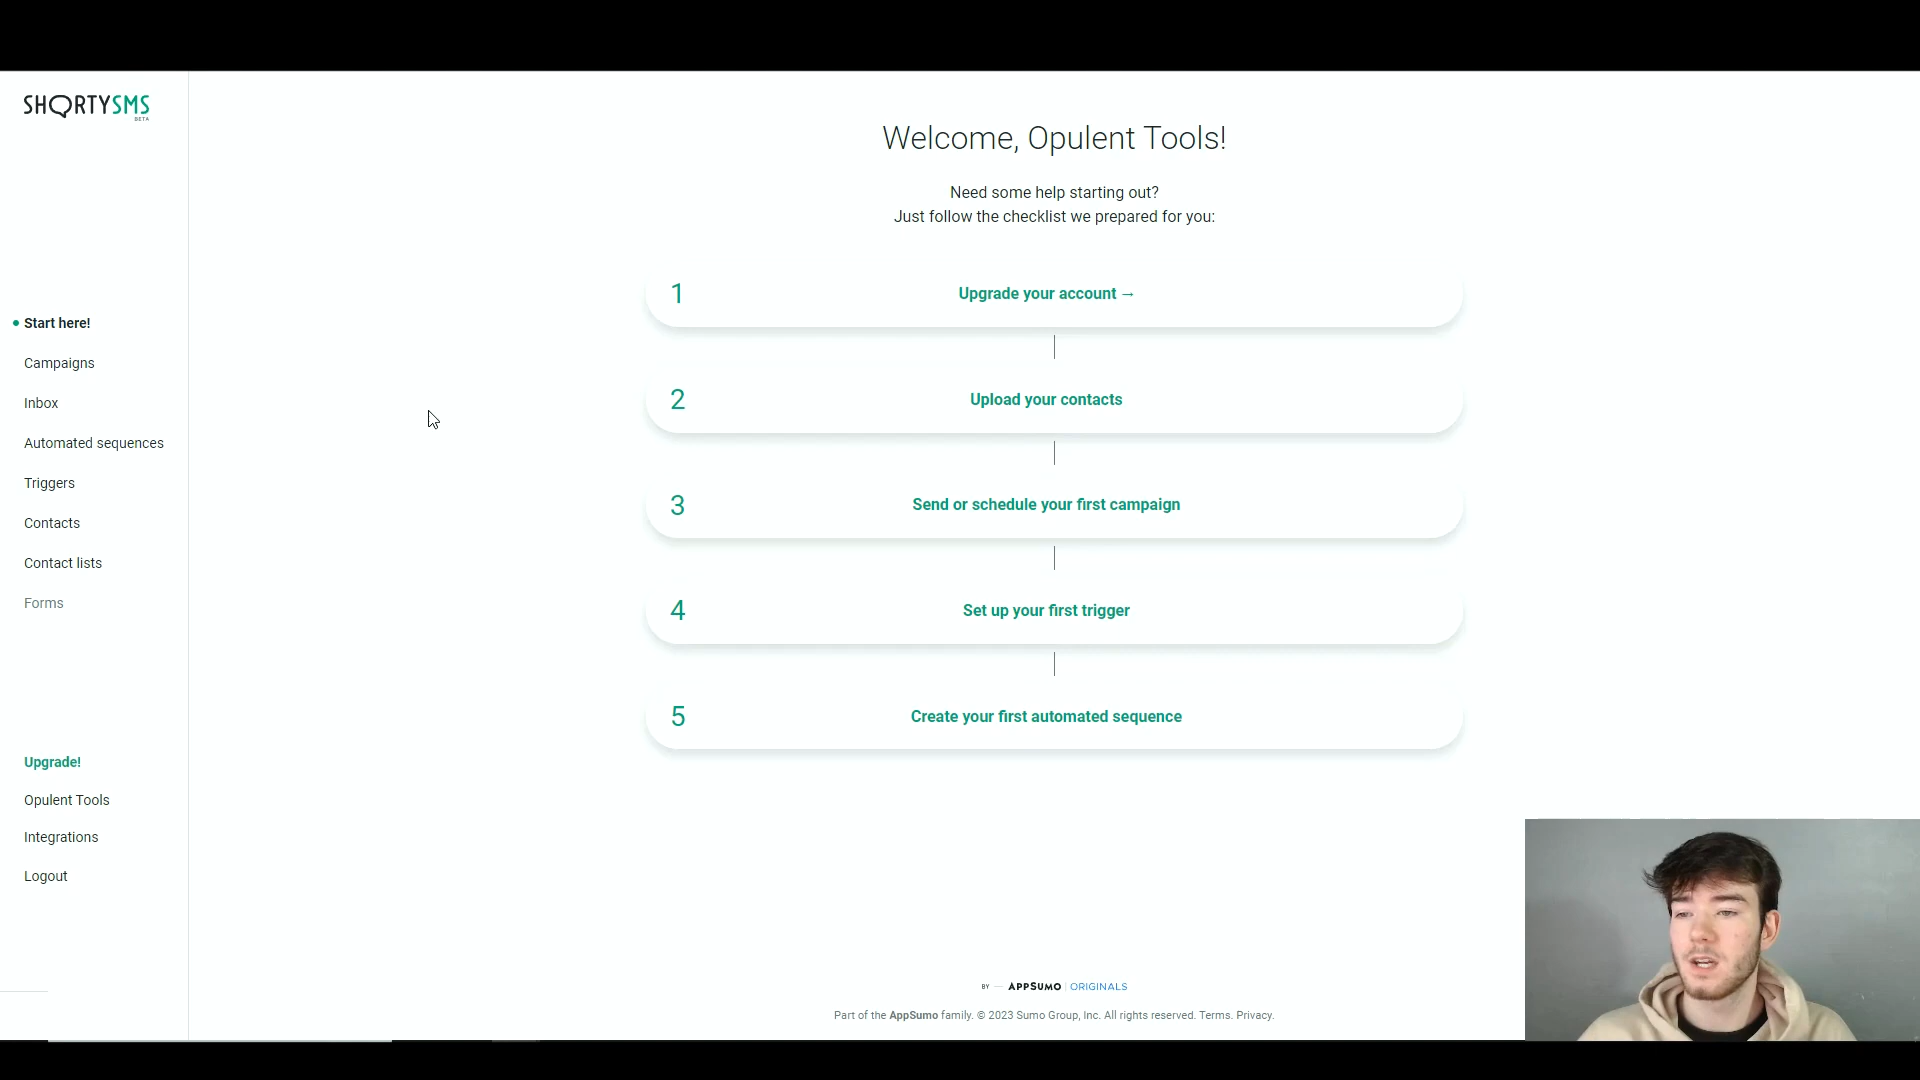 SHORTYSMS
BETA
Start here!
Campaigns
Inbox
Automated sequences
Triggers
Contacts
Contact lists
Forms
Upgrade!
Opulent Tools
Integrations
Logout
Welcome, Opulent Tools!
Need some help starting out?
Just follow the checklist we prepared for you:
1 Upgrade your account →
2 Upload your contacts
3 Send or schedule your first campaign
4 Set up your first trigger
5 Create your first automated sequence
BY — APPSUMO | ORIGINALS
Part of the AppSumo family. © 2023 Sumo Group, Inc. All rights reserved. Terms. Privacy.